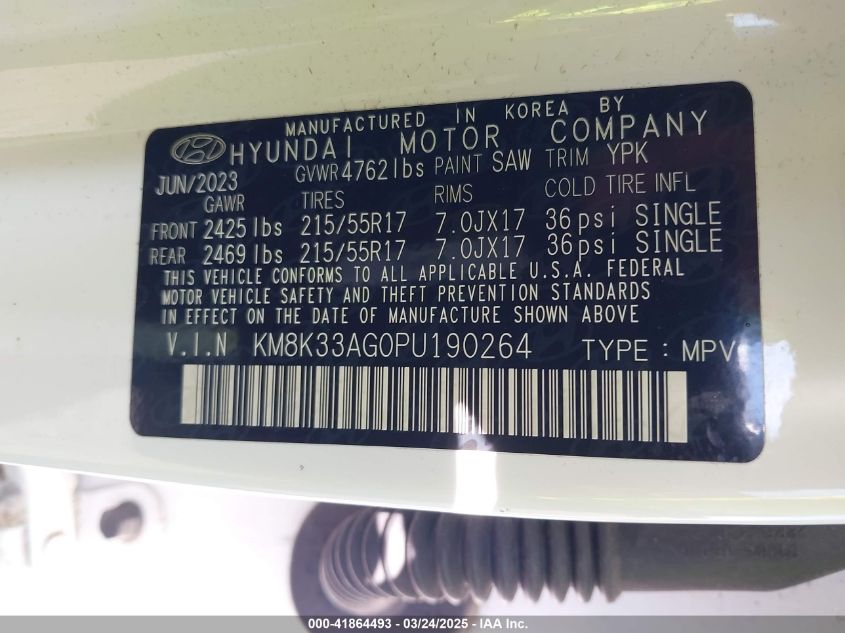 MANUFACTURED IN KOREA BY
HYUNDAI MOTOR COMPANY
JUN/2023 GVWR 4762 lbs PAINT SAW TRIM YPK
GAWR TIRES RIMS COLD TIRE INFL
FRONT 2425 lbs 215/55R17 7.0JX17 36 psi SINGLE
REAR 2469 lbs 215/55R17 7.0JX17 36 psi SINGLE
THIS VEHICLE CONFORMS TO ALL APPLICABLE U.S.A. FEDERAL
MOTOR VEHICLE SAFETY AND THEFT PREVENTION STANDARDS
IN EFFECT ON THE DATE OF MANUFACTURE SHOWN ABOVE
V.I.N KM8K33AG0PU190264 TYPE : MPV
000-41864493 - 03/24/2025 - IAA Inc.